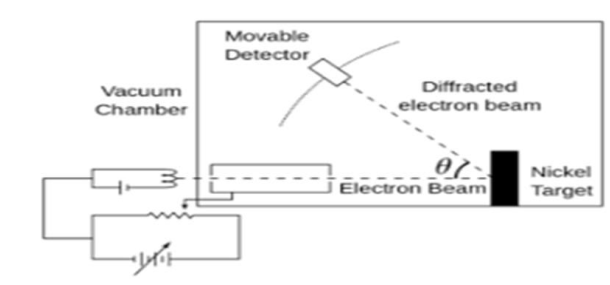 Movable
Detector
Vacuum
Chamber
Diffracted
electron beam
θ
Electron Beam
Nickel
Target